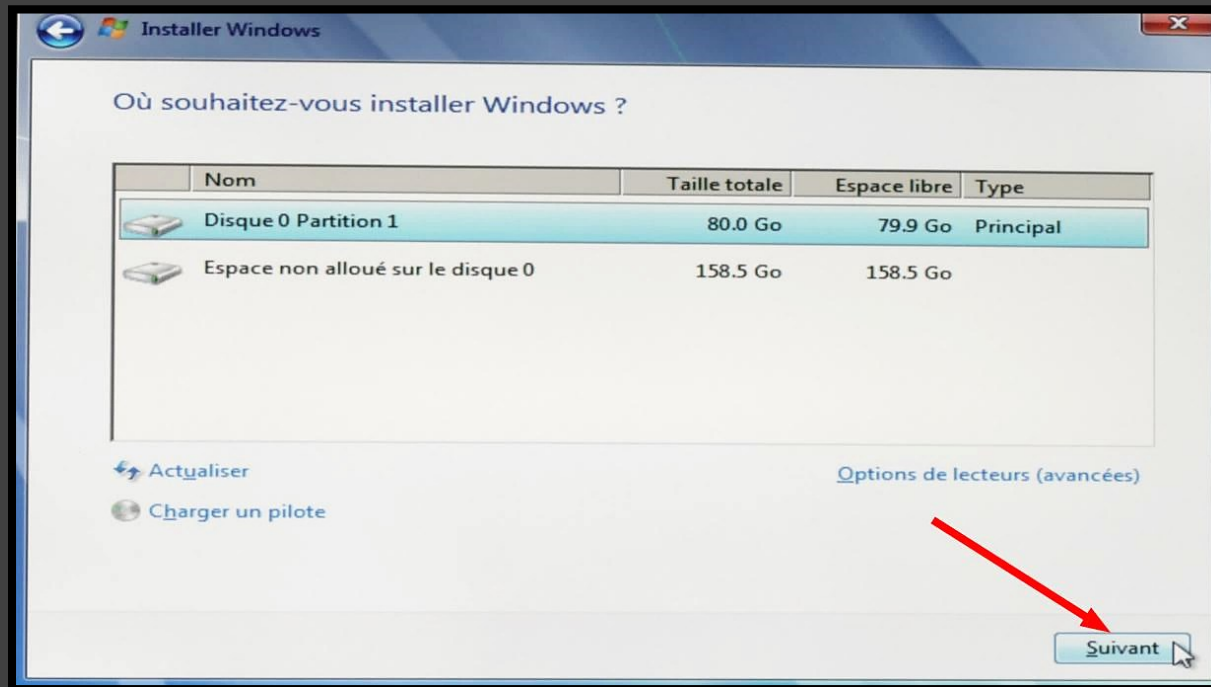 Installer Windows
Où souhaitez-vous installer Windows ?
Nom Taille totale Espace libre Type
Disque 0 Partition 1 80.0 Go 79.9 Go Principal
Espace non alloué sur le disque 0 158.5 Go 158.5 Go
Actualiser Options de lecteurs (avancées)
Charger un pilote
Suivant